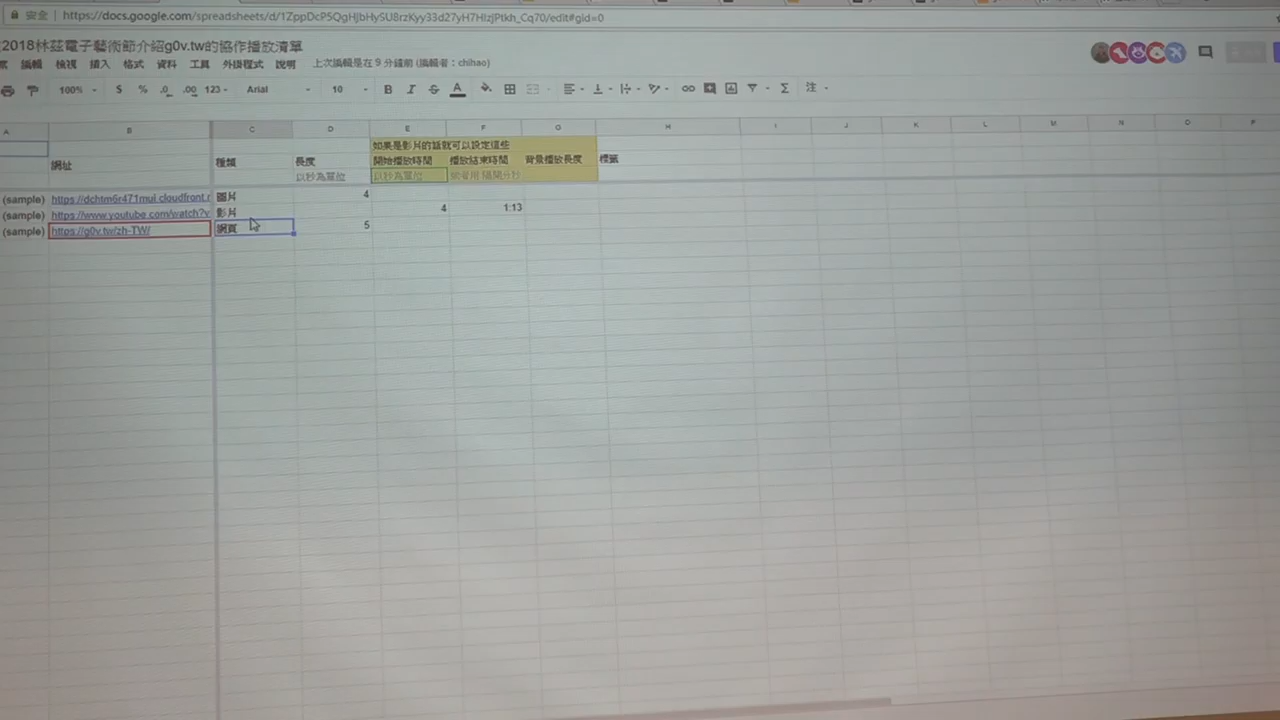 安全 https://docs.google.com/spreadsheets/d/1ZppDcP5QgHJbHySU8rzKyy33d27yH7HIzjPtkh_Cq70/edit#gid=0
2018林茲電子藝術節介紹g0v.tw的協作播放清單
編輯 檢視 插入 格式 資料 工具 外掛程式 說明 上次編輯是在 9 分鐘前 (編輯者：chihao)
100% $ % .0 .00 123 Arial 10 B I S A Σ 注
A B C D E F G H I J K L M N O P
如果是影片的話就可以設定這些
網址 種類 長度 開始播放時間 播放結束時間 背景播放長度 標籤
以秒為單位 以秒為單位
(sample) https://dchtm6r471mui.cloudfront.r 圖片 4
(sample) https://www.youtube.com/watch?v 影片 4 1:13
(sample) https://g0v.tw/zh-TW/ 網頁 5